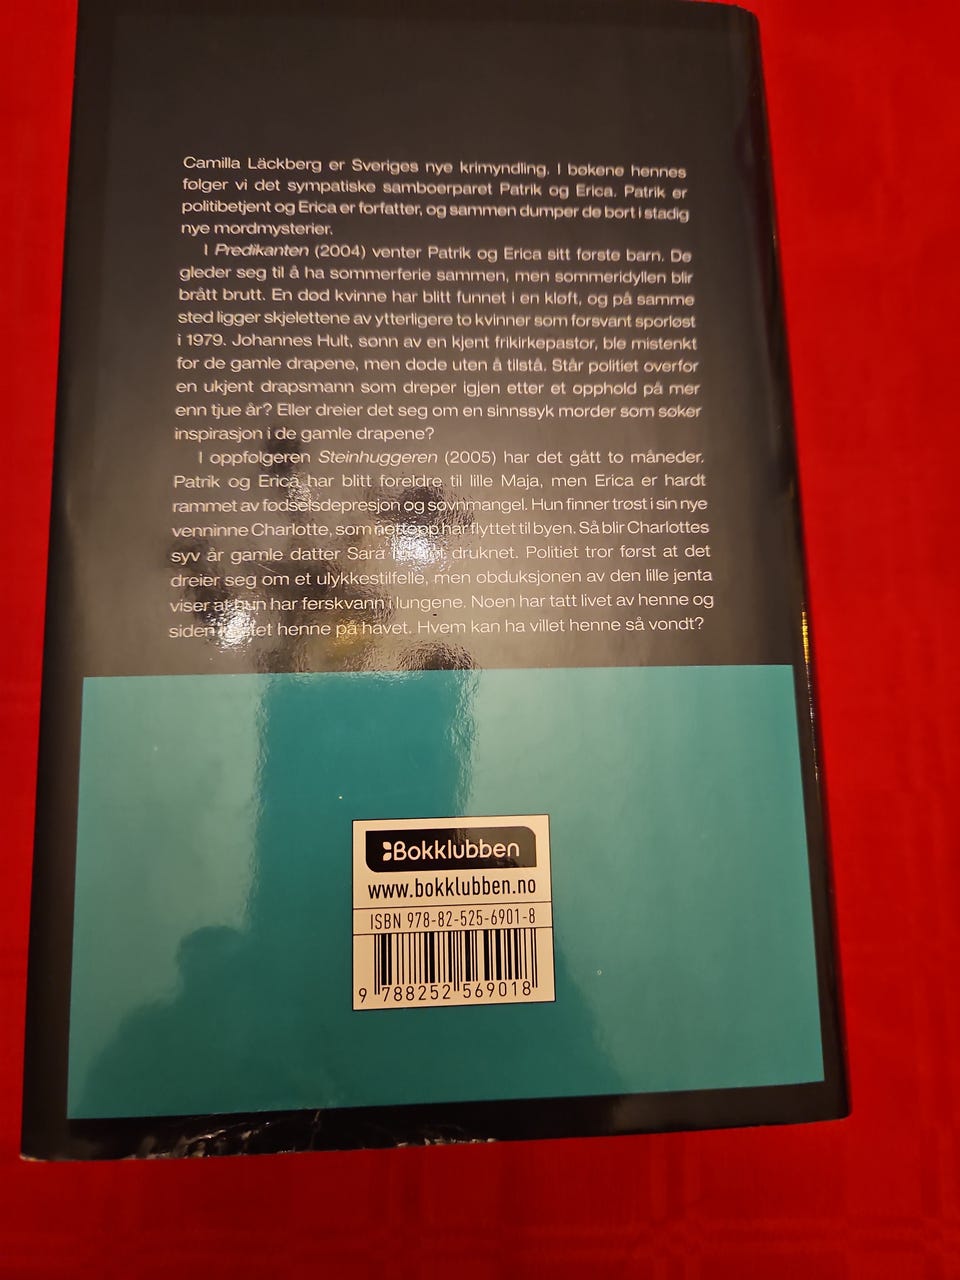 Camilla Läckberg er Sveriges nye krimyndling. I bøkene hennes
følger vi det sympatiske samboerparet Patrik og Erica. Patrik er
politibetjent og Erica er forfatter, og sammen dumper de bort i stadig
nye mordmysterier.
I Predikanten (2004) venter Patrik og Erica sitt første barn. De
gleder seg til å ha sommerferie sammen, men sommeridyllen blir
brått brutt. En død kvinne har blitt funnet i en kløft, og på samme
sted ligger skjelettene av ytterligere to kvinner som forsvant sporløst
i 1979. Johannes Hult, sønn av en kjent frikirkepastor, ble mistenkt
for de gamle drapene, men døde uten å tilstå. Står politiet overfor
en ukjent drapsmann som dreper igjen etter et opphold på mer
enn tjue år? Eller dreier det seg om en sinnssyk morder som søker
inspirasjon i de gamle drapene?
I oppfølgeren Steinhuggeren (2005) har det gått to måneder.
Patrik og Erica har blitt foreldre til lille Maja, men Erica er hardt
rammet av fødselsdepresjon og søvnmangel. Hun finner trøst i sin nye
venninne Charlotte, som nettopp har flyttet til byen. Så blir Charlottes
syv år gamle datter Sara druknet. Politiet tror først at det
dreier seg om et ulykkestilfelle, men obduksjonen av den lille jenta
viser at hun har ferskvann i lungene. Noen har tatt livet av henne og
siden henne på havet. Hvem kan ha villet henne så vondt?
Bokklubben
www.bokklubben.no
ISBN 978-82-525-6901-8
9 788252 569018